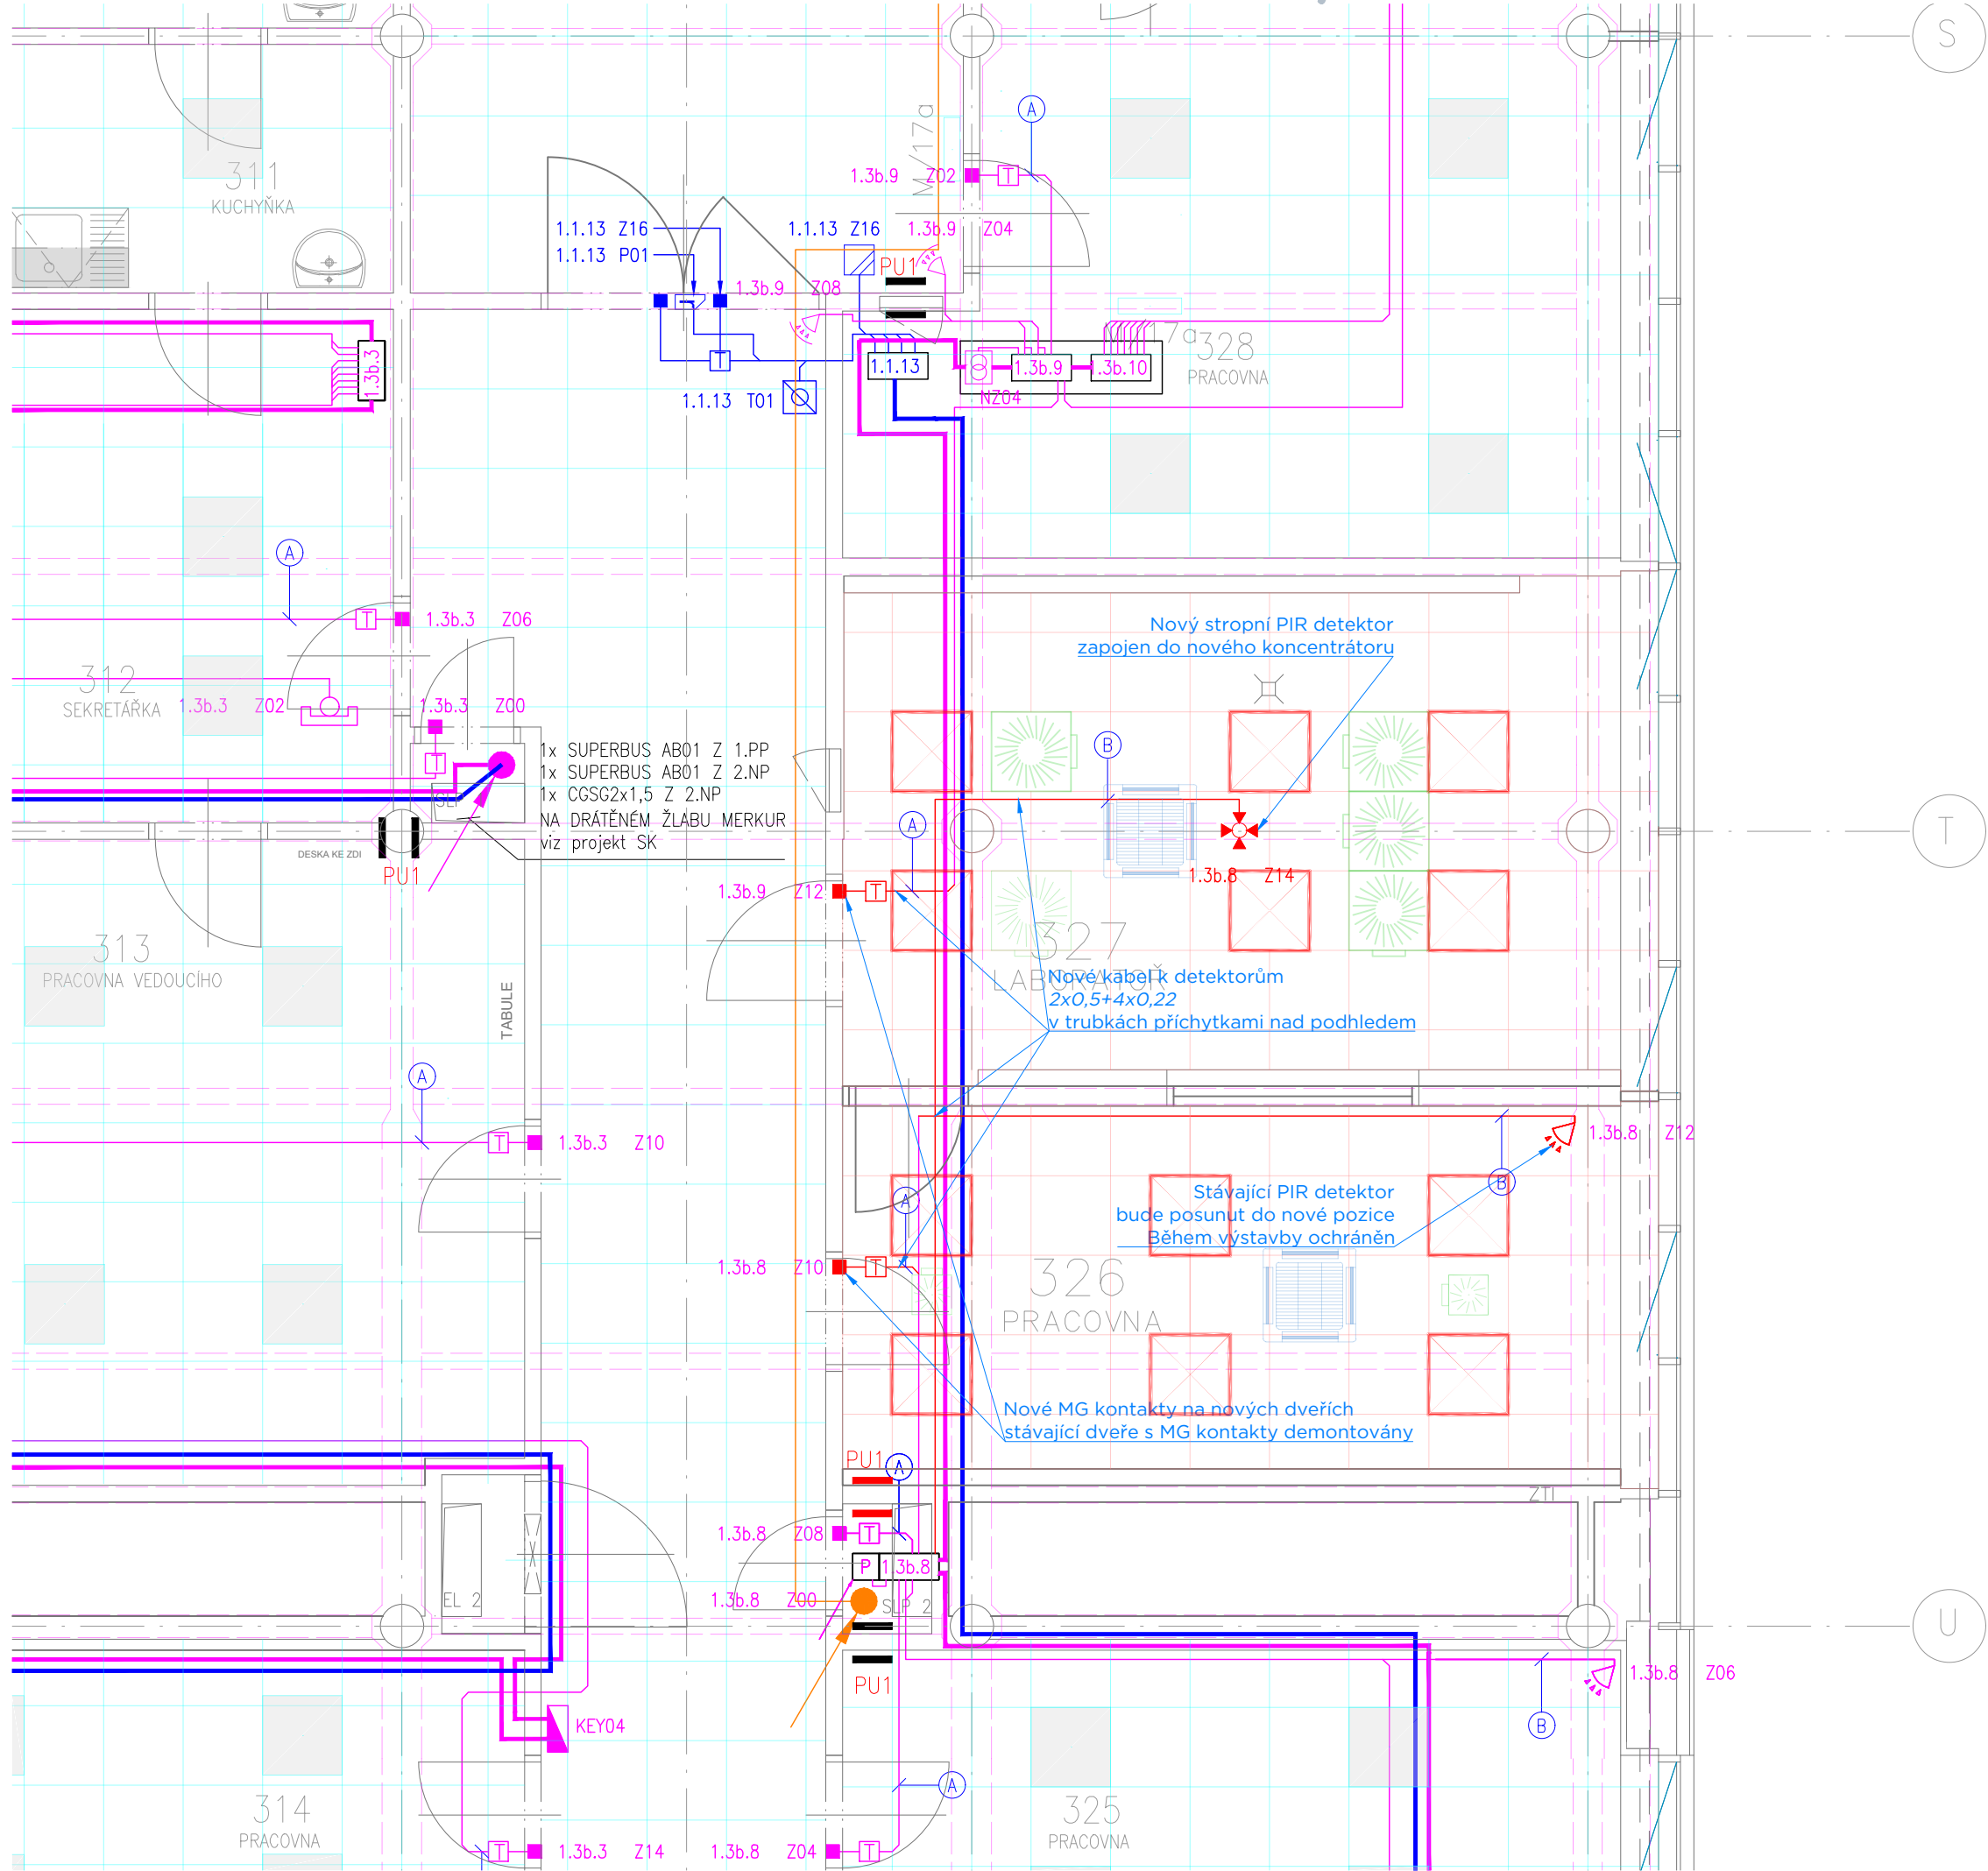 S
A
M/17a
1.3b.9 Z02
311
KUCHYŇKA
1.1.13 Z16
1.1.13 Z16
1.3b.9 Z04
1.1.13 P01
PU1
1.3b.9 Z08
T
17a
328
PRACOVNA
1.3b.3
T
1.1.13
1.3b.9
1.3b.10
1.1.13 T01
NZ04
A
T
1.3b.3 Z06
Nový stropní PIR detektor
zapojen do nového koncentrátoru
312
SEKRETÁŘKA
1.3b.3 Z02
1.3b.3 Z00
T
SLP
1x SUPERBUS AB01 Z 1.PP
1x SUPERBUS AB01 Z 2.NP
1x CGSG2x1,5 Z 2.NP
NA DRÁTĚNÉM ŽLABU MERKUR
viz projekt SK
B
A
T
DESKA KE ZDI
PU1
1.3b.8 Z14
1.3b.9 Z12
T
313
PRACOVNA VEDOUCÍHO
327
LABORATOŘ
TABULE
Nové kabel k detektorům
2x0,5+4x0,22
v trubkách příchytkami nad podhledem
A
T
1.3b.3 Z10
1.3b.8 Z12
B
A
Stávající PIR detektor
bude posunut do nové pozice
Během výstavby ochráněn
1.3b.8 Z10
T
326
PRACOVNA
Nové MG kontakty na nových dveřích
stávající dveře s MG kontakty demontovány
PU1
A
ZTI
1.3b.8 Z08
T
P
1.3b.8
EL 2
1.3b.8 Z00
SLP 2
U
1.3b.8 Z06
PU1
KEY04
B
A
314
PRACOVNA
325
PRACOVNA
T
1.3b.3 Z14
1.3b.8 Z04
T